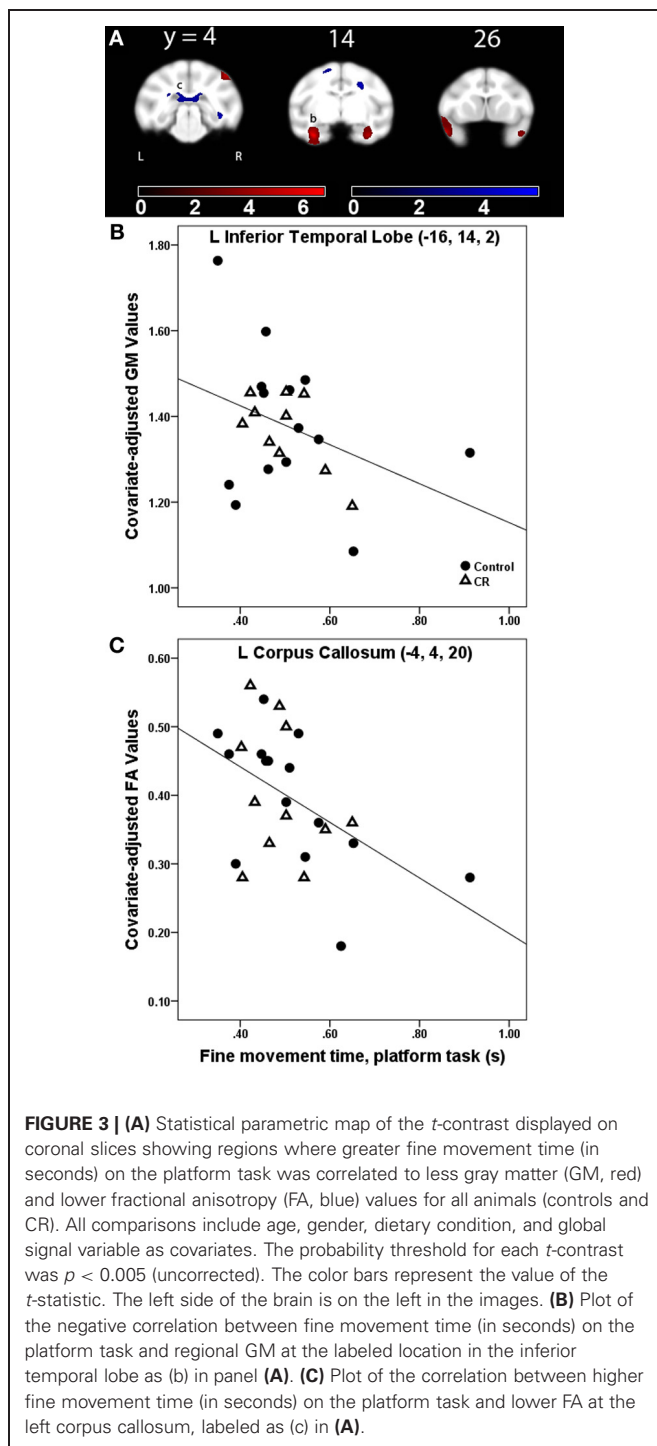 A
y = 4
14
26
c
b
L
R
0 2 4 6
0 2 4
B
L Inferior Temporal Lobe (-16, 14, 2)
1.80
1.60
1.40
1.20
1.00
Covariate-adjusted GM Values
Control
CR
.40 .60 .80 1.00
C
L Corpus Callosum (-4, 4, 20)
0.60
0.50
0.40
0.30
0.20
0.10
Covariate-adjusted FA Values
.40 .60 .80 1.00
Fine movement time, platform task (s)
FIGURE 3 | (A) Statistical parametric map of the t-contrast displayed on
coronal slices showing regions where greater fine movement time (in
seconds) on the platform task was correlated to less gray matter (GM, red)
and lower fractional anisotropy (FA, blue) values for all animals (controls and
CR). All comparisons include age, gender, dietary condition, and global
signal variable as covariates. The probability threshold for each t-contrast
was p < 0.005 (uncorrected). The color bars represent the value of the
t-statistic. The left side of the brain is on the left in the images. (B) Plot of
the negative correlation between fine movement time (in seconds) on the
platform task and regional GM at the labeled location in the inferior
temporal lobe as (b) in panel (A). (C) Plot of the correlation between higher
fine movement time (in seconds) on the platform task and lower FA at the
left corpus callosum, labeled as (c) in (A).